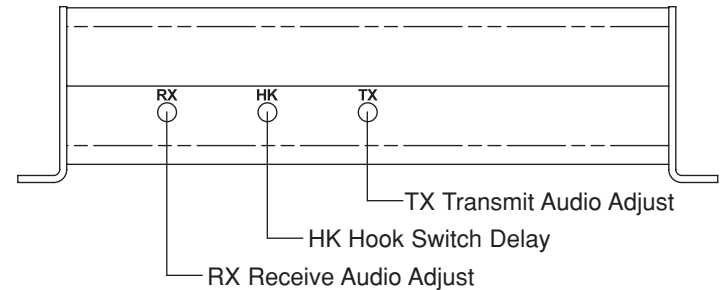 RX HK TX
TX Transmit Audio Adjust
HK Hook Switch Delay
RX Receive Audio Adjust